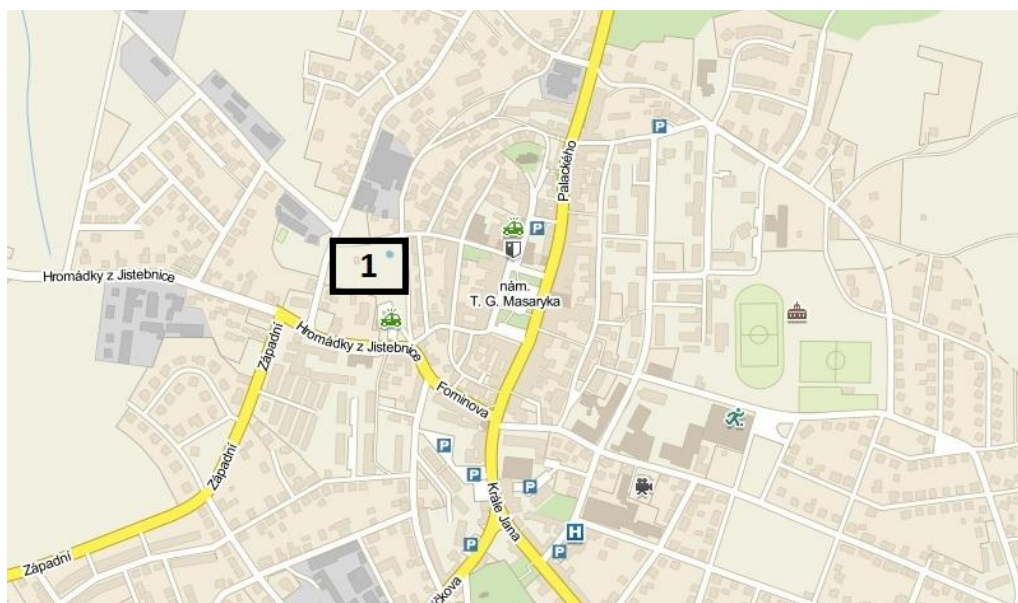 Palackého
P
P
1
nám.
T. G. Masaryka
Hromádky z Jistebnice
Hromádky z Jistebnice
Západní
Fominova
Západní
P
P
P
Krále Jana
H
P
P
Západní